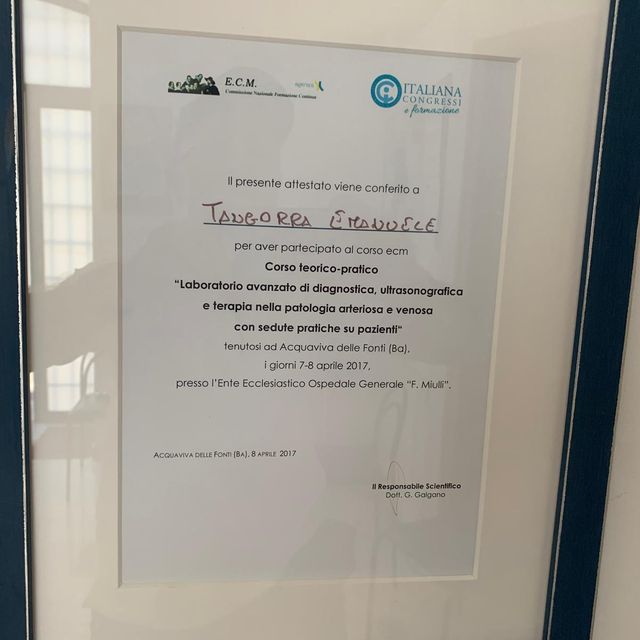 E.C.M.
Commissione Nazionale Formazione Continua
agenas
ITALIANA
CONGRESSI
e formazione
Il presente attestato viene conferito a
TANGORRA EMANUELE
per aver partecipato al corso ecm
Corso teorico-pratico
"Laboratorio avanzato di diagnostica, ultrasonografica
e terapia nella patologia arteriosa e venosa
con sedute pratiche su pazienti"
tenutosi ad Acquaviva delle Fonti (Ba),
i giorni 7-8 aprile 2017,
presso l'Ente Ecclesiastico Ospedale Generale "F. Miulli".
ACQUAVIVA DELLE FONTI (BA), 8 APRILE 2017
Il Responsabile Scientifico
Dott. G. Galgano